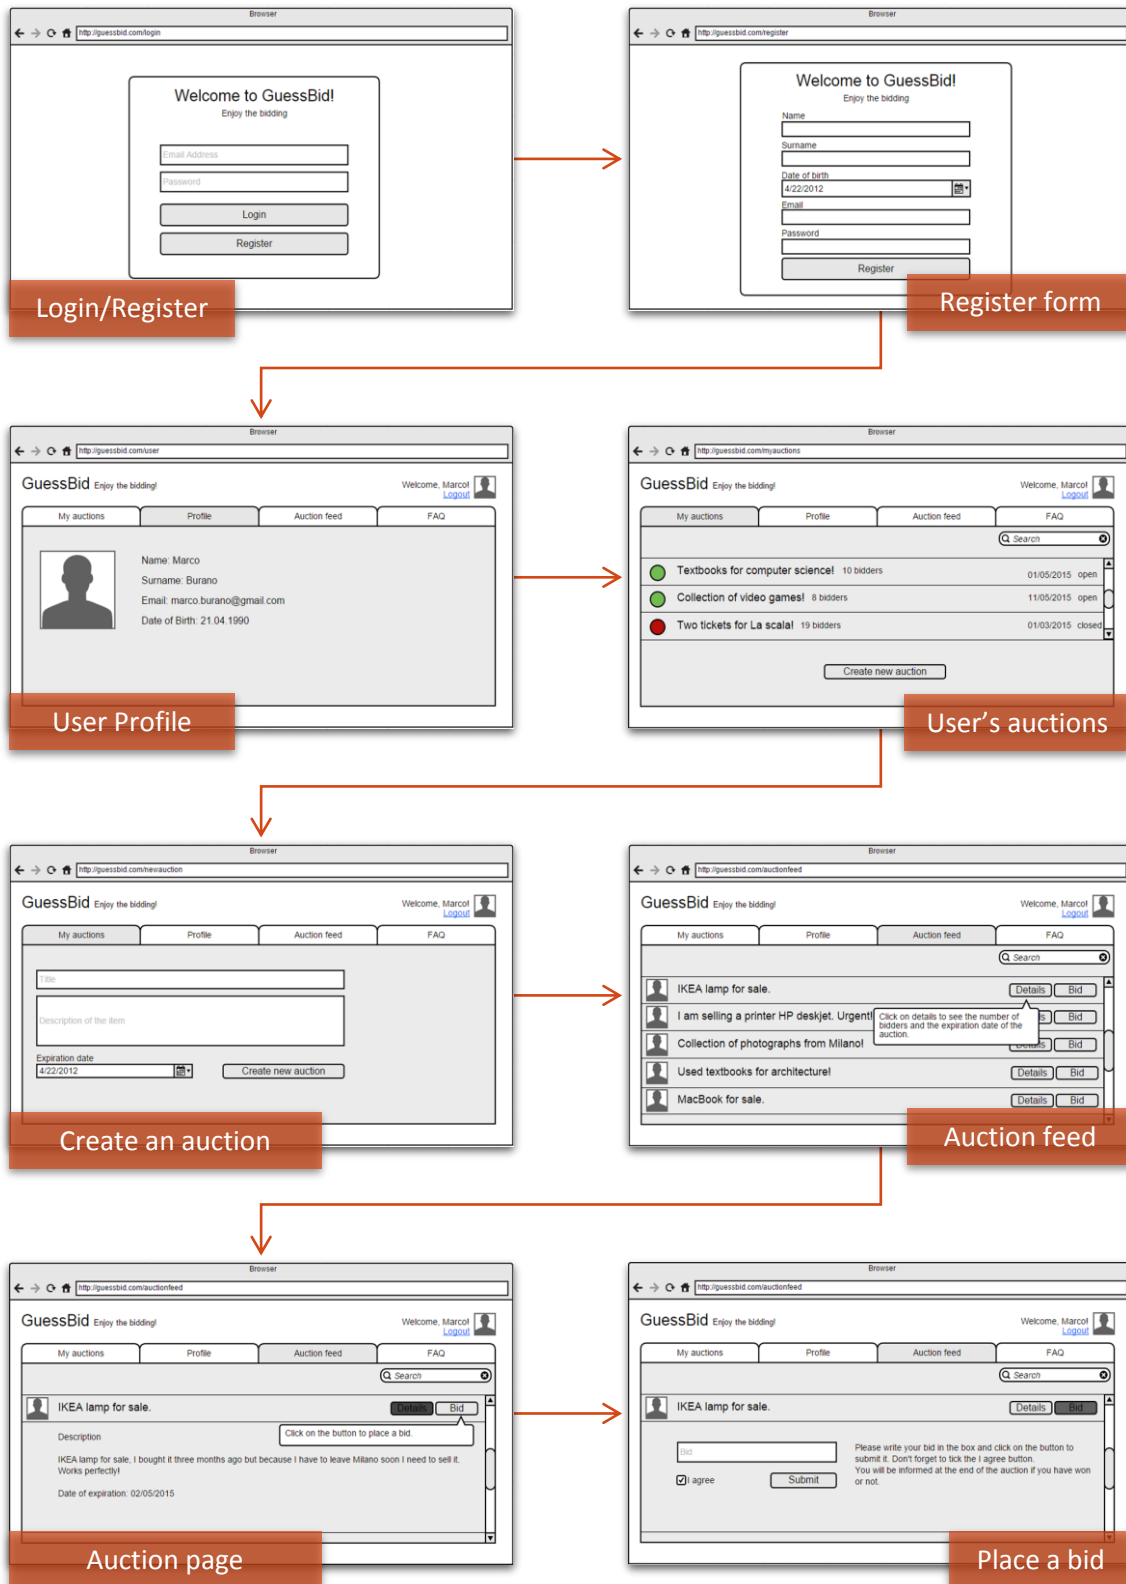 Browser
http://guessbid.com/login
Welcome to GuessBid!
Enjoy the bidding
Email Address
Password
Login
Register
Login/Register
Browser
http://guessbid.com/register
Welcome to GuessBid!
Enjoy the bidding
Name
Surname
Date of birth
4/22/2012
Email
Password
Register
Register form
Browser
http://guessbid.com/user
GuessBid Enjoy the bidding!
Welcome, Marco!
Logout
My auctions Profile Auction feed FAQ
Name: Marco
Surname: Burano
Email: marco.burano@gmail.com
Date of Birth: 21.04.1990
User Profile
Browser
http://guessbid.com/myauctions
GuessBid Enjoy the bidding!
Welcome, Marco!
Logout
My auctions Profile Auction feed FAQ
Search
Textbooks for computer science! 10 bidders 01/05/2015 open
Collection of video games! 8 bidders 11/05/2015 open
Two tickets for La scala! 19 bidders 01/03/2015 closed
Create new auction
User's auctions
Browser
http://guessbid.com/newauction
GuessBid Enjoy the bidding!
Welcome, Marco!
Logout
My auctions Profile Auction feed FAQ
Title
Description of the item
Expiration date
4/22/2012
Create new auction
Create an auction
Browser
http://guessbid.com/auctionfeed
GuessBid Enjoy the bidding!
Welcome, Marco!
Logout
My auctions Profile Auction feed FAQ
Search
IKEA lamp for sale. Details Bid
I am selling a printer HP deskjet. Urgent! Bid
Click on details to see the number of
bidders and the expiration date of the
auction.
Collection of photographs from Milano! Details Bid
Used textbooks for architecture! Details Bid
MacBook for sale. Details Bid
Auction feed
Browser
http://guessbid.com/auctionfeed
GuessBid Enjoy the bidding!
Welcome, Marco!
Logout
My auctions Profile Auction feed FAQ
Search
IKEA lamp for sale. Details Bid
Click on the button to place a bid.
Description
IKEA lamp for sale, I bought it three months ago but because I have to leave Milano soon I need to sell it.
Works perfectly!
Date of expiration: 02/05/2015
Auction page
Browser
http://guessbid.com/auctionfeed
GuessBid Enjoy the bidding!
Welcome, Marco!
Logout
My auctions Profile Auction feed FAQ
Search
IKEA lamp for sale. Details Bid
Bid
I agree
Submit
Please write your bid in the box and click on the button to
submit it. Don't forget to tick the I agree
button.
You will be informed at the end of the auction if you have won
or not.
Place a bid